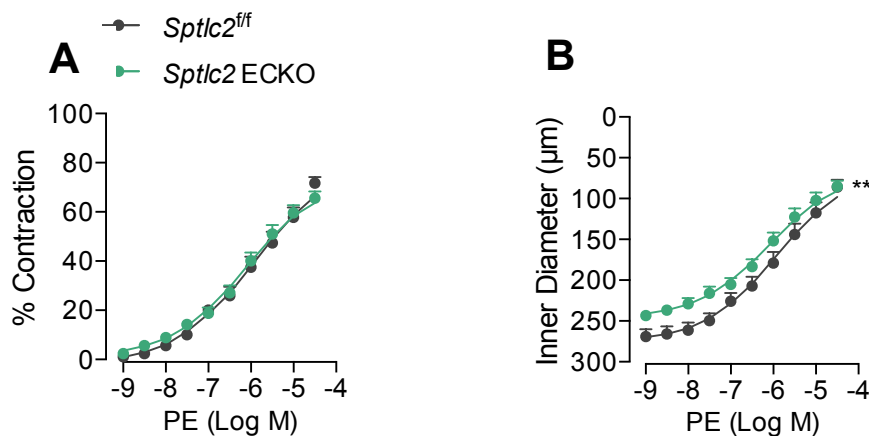 Sptlc2f/f
Sptlc2 ECKO
A
100
80
60
40
20
0
% Contraction
-9 -8 -7 -6 -5 -4
PE (Log M)
B
0
50
100
150
200
250
300
Inner Diameter (µm)
**
-9 -8 -7 -6 -5 -4
PE (Log M)